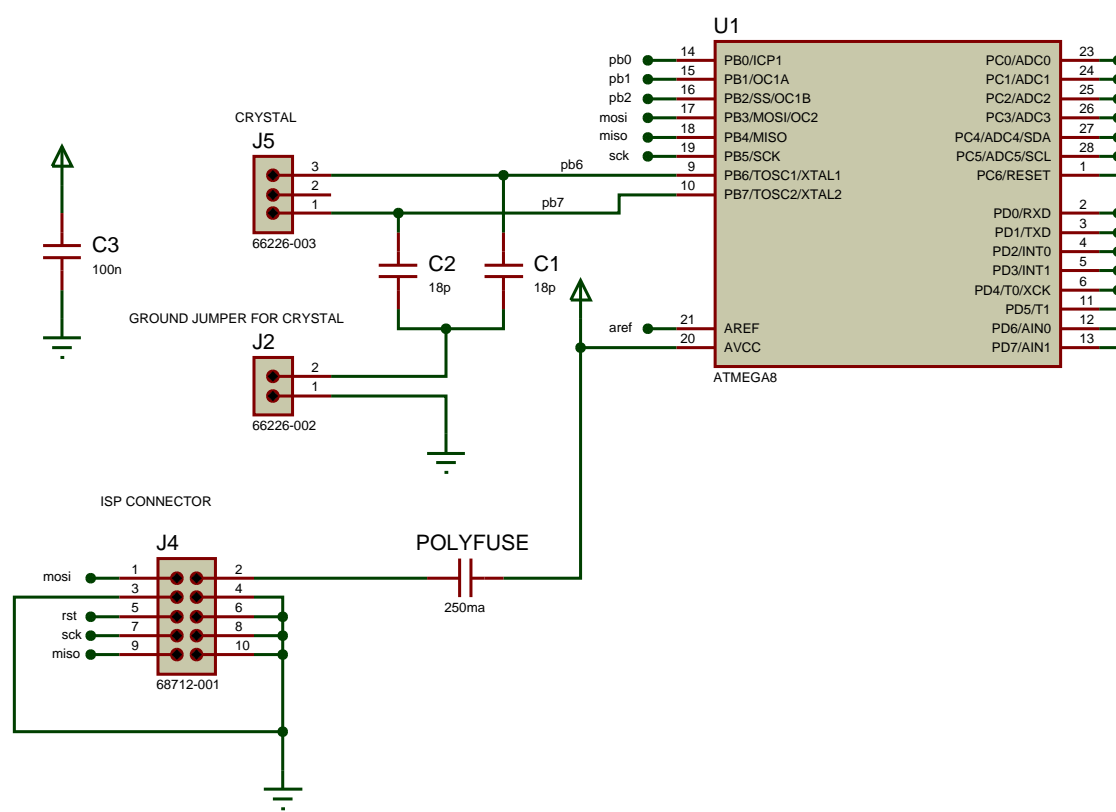 U1
pb0 14 PB0/ICP1 PC0/ADC0 23
pb1 15 PB1/OC1A PC1/ADC1 24
pb2 16 PB2/SS/OC1B PC2/ADC2 25
mosi 17 PB3/MOSI/OC2 PC3/ADC3 26
miso 18 PB4/MISO PC4/ADC4/SDA 27
sck 19 PB5/SCK PC5/ADC5/SCL 28
pb6 9 PB6/TOSC1/XTAL1 PC6/RESET 1
pb7 10 PB7/TOSC2/XTAL2
PD0/RXD 2
PD1/TXD 3
PD2/INT0 4
PD3/INT1 5
PD4/T0/XCK 6
PD5/T1 11
aref 21 AREF PD6/AIN0 12
20 AVCC PD7/AIN1 13
ATMEGA8
CRYSTAL
J5
3
2
1
66226-003
C3
100n
C2
18p
C1
18p
GROUND JUMPER FOR CRYSTAL
J2
2
1
66226-002
ISP CONNECTOR
J4
mosi 1 2
3 4
rst 5 6
sck 7 8
miso 9 10
68712-001
POLYFUSE
250ma